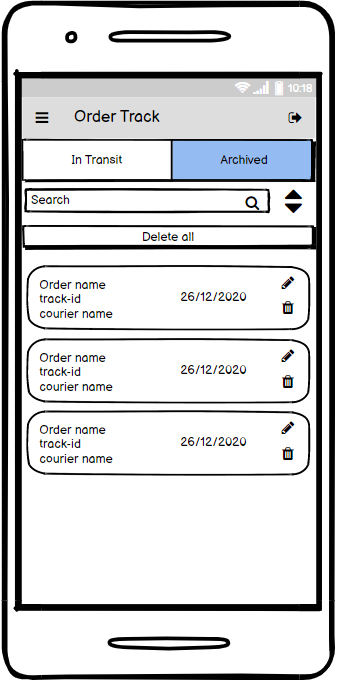 10:18
Order Track
In Transit
Archived
Search
Delete all
Order name
track-id
courier name
26/12/2020
Order name
track-id
courier name
26/12/2020
Order name
track-id
courier name
26/12/2020